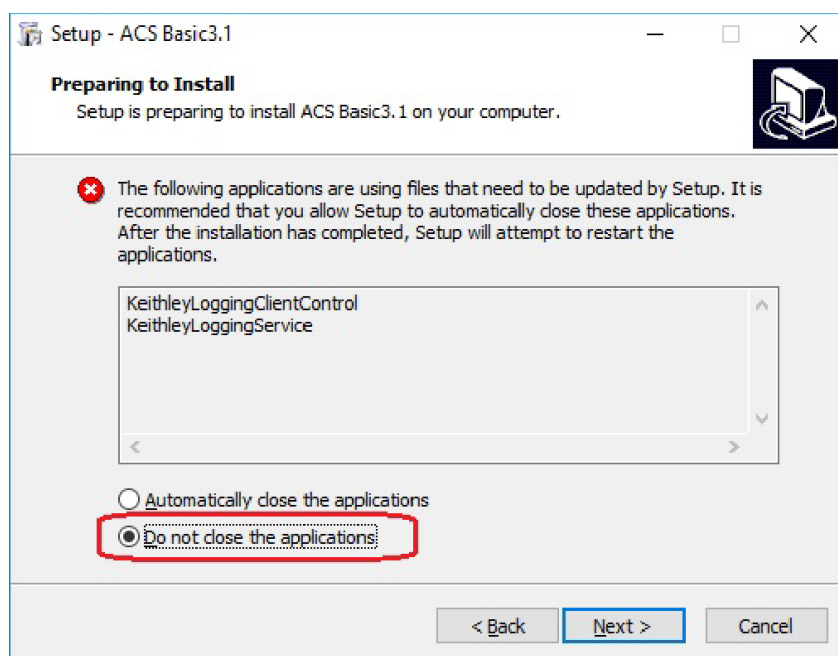 Setup - ACS Basic3.1
Preparing to Install
Setup is preparing to install ACS Basic3.1 on your computer.
The following applications are using files that need to be updated by Setup. It is
recommended that you allow Setup to automatically close these applications.
After the installation has completed, Setup will attempt to restart the
applications.
KeithleyLoggingClientControl
KeithleyLoggingService
Automatically close the applications
Do not close the applications
< Back
Next >
Cancel